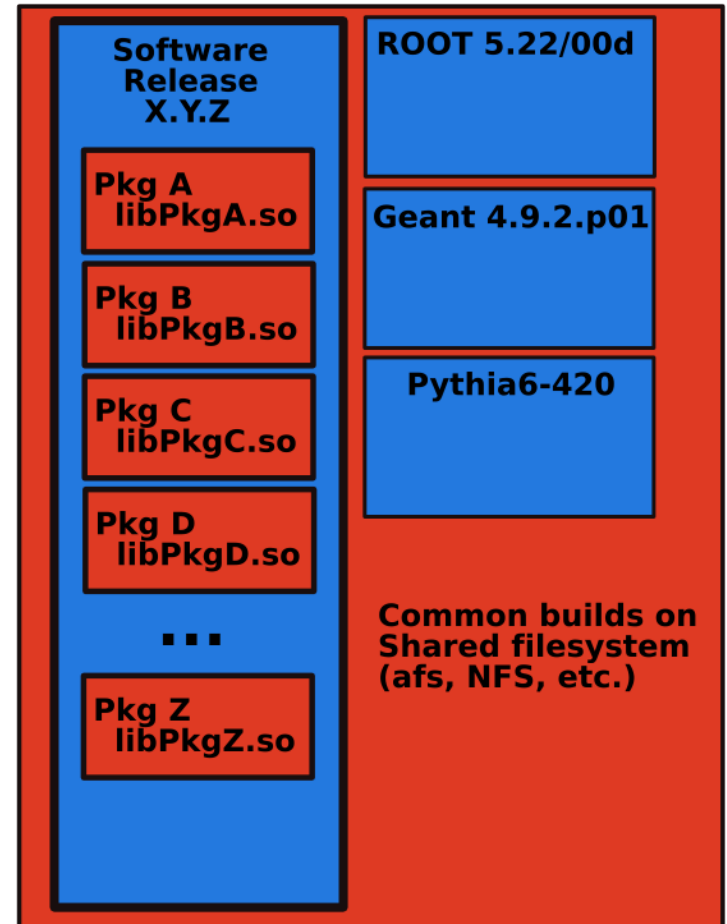 Software
Release
X.Y.Z
Pkg A
libPkgA.so
Pkg B
libPkgB.so
Pkg C
libPkgC.so
Pkg D
libPkgD.so
...
Pkg Z
libPkgZ.so
ROOT 5.22/00d
Geant 4.9.2.p01
Pythia6-420
Common builds on
Shared filesystem
(afs, NFS, etc.)